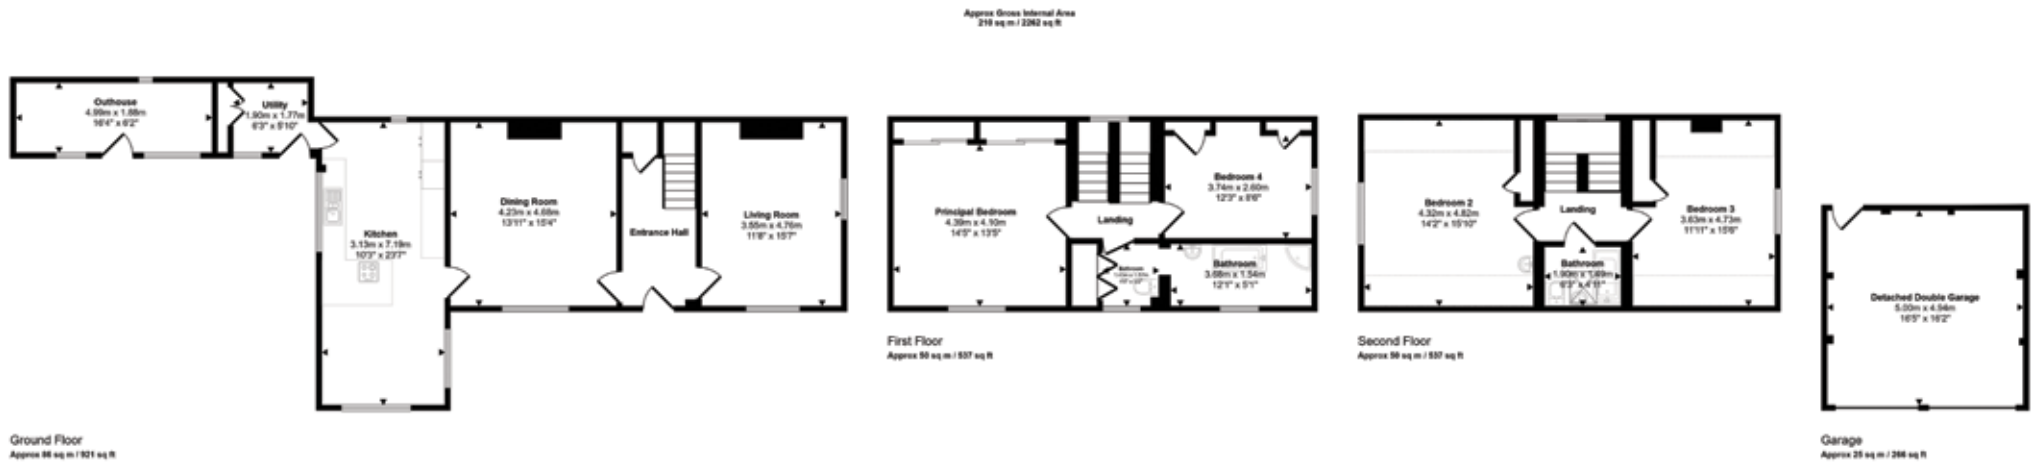 Approx Gross Internal Area
210 sq m / 2262 sq ft
Outhouse
4.99m x 1.88m
16'4" x 6'2"
Utility
1.90m x 1.77m
6'3" x 5'10"
Kitchen
3.13m x 7.19m
10'3" x 23'7"
Dining Room
4.23m x 4.68m
13'11" x 15'4"
Entrance Hall
Living Room
3.55m x 4.76m
11'8" x 15'7"
Ground Floor
Approx 86 sq m / 921 sq ft
Principal Bedroom
4.39m x 4.10m
14'5" x 13'5"
Landing
Bedroom 4
3.74m x 2.60m
12'3" x 8'6"
Bathroom
Bathroom
3.68m x 1.54m
12'1" x 5'1"
First Floor
Approx 50 sq m / 537 sq ft
Bedroom 2
4.32m x 4.82m
14'2" x 15'10"
Landing
Bedroom 3
3.63m x 4.73m
11'11" x 15'6"
Bathroom
1.90m x 1.49m
6'3" x 4'11"
Second Floor
Approx 50 sq m / 537 sq ft
Detached Double Garage
5.00m x 4.94m
16'5" x 16'2"
Garage
Approx 25 sq m / 266 sq ft